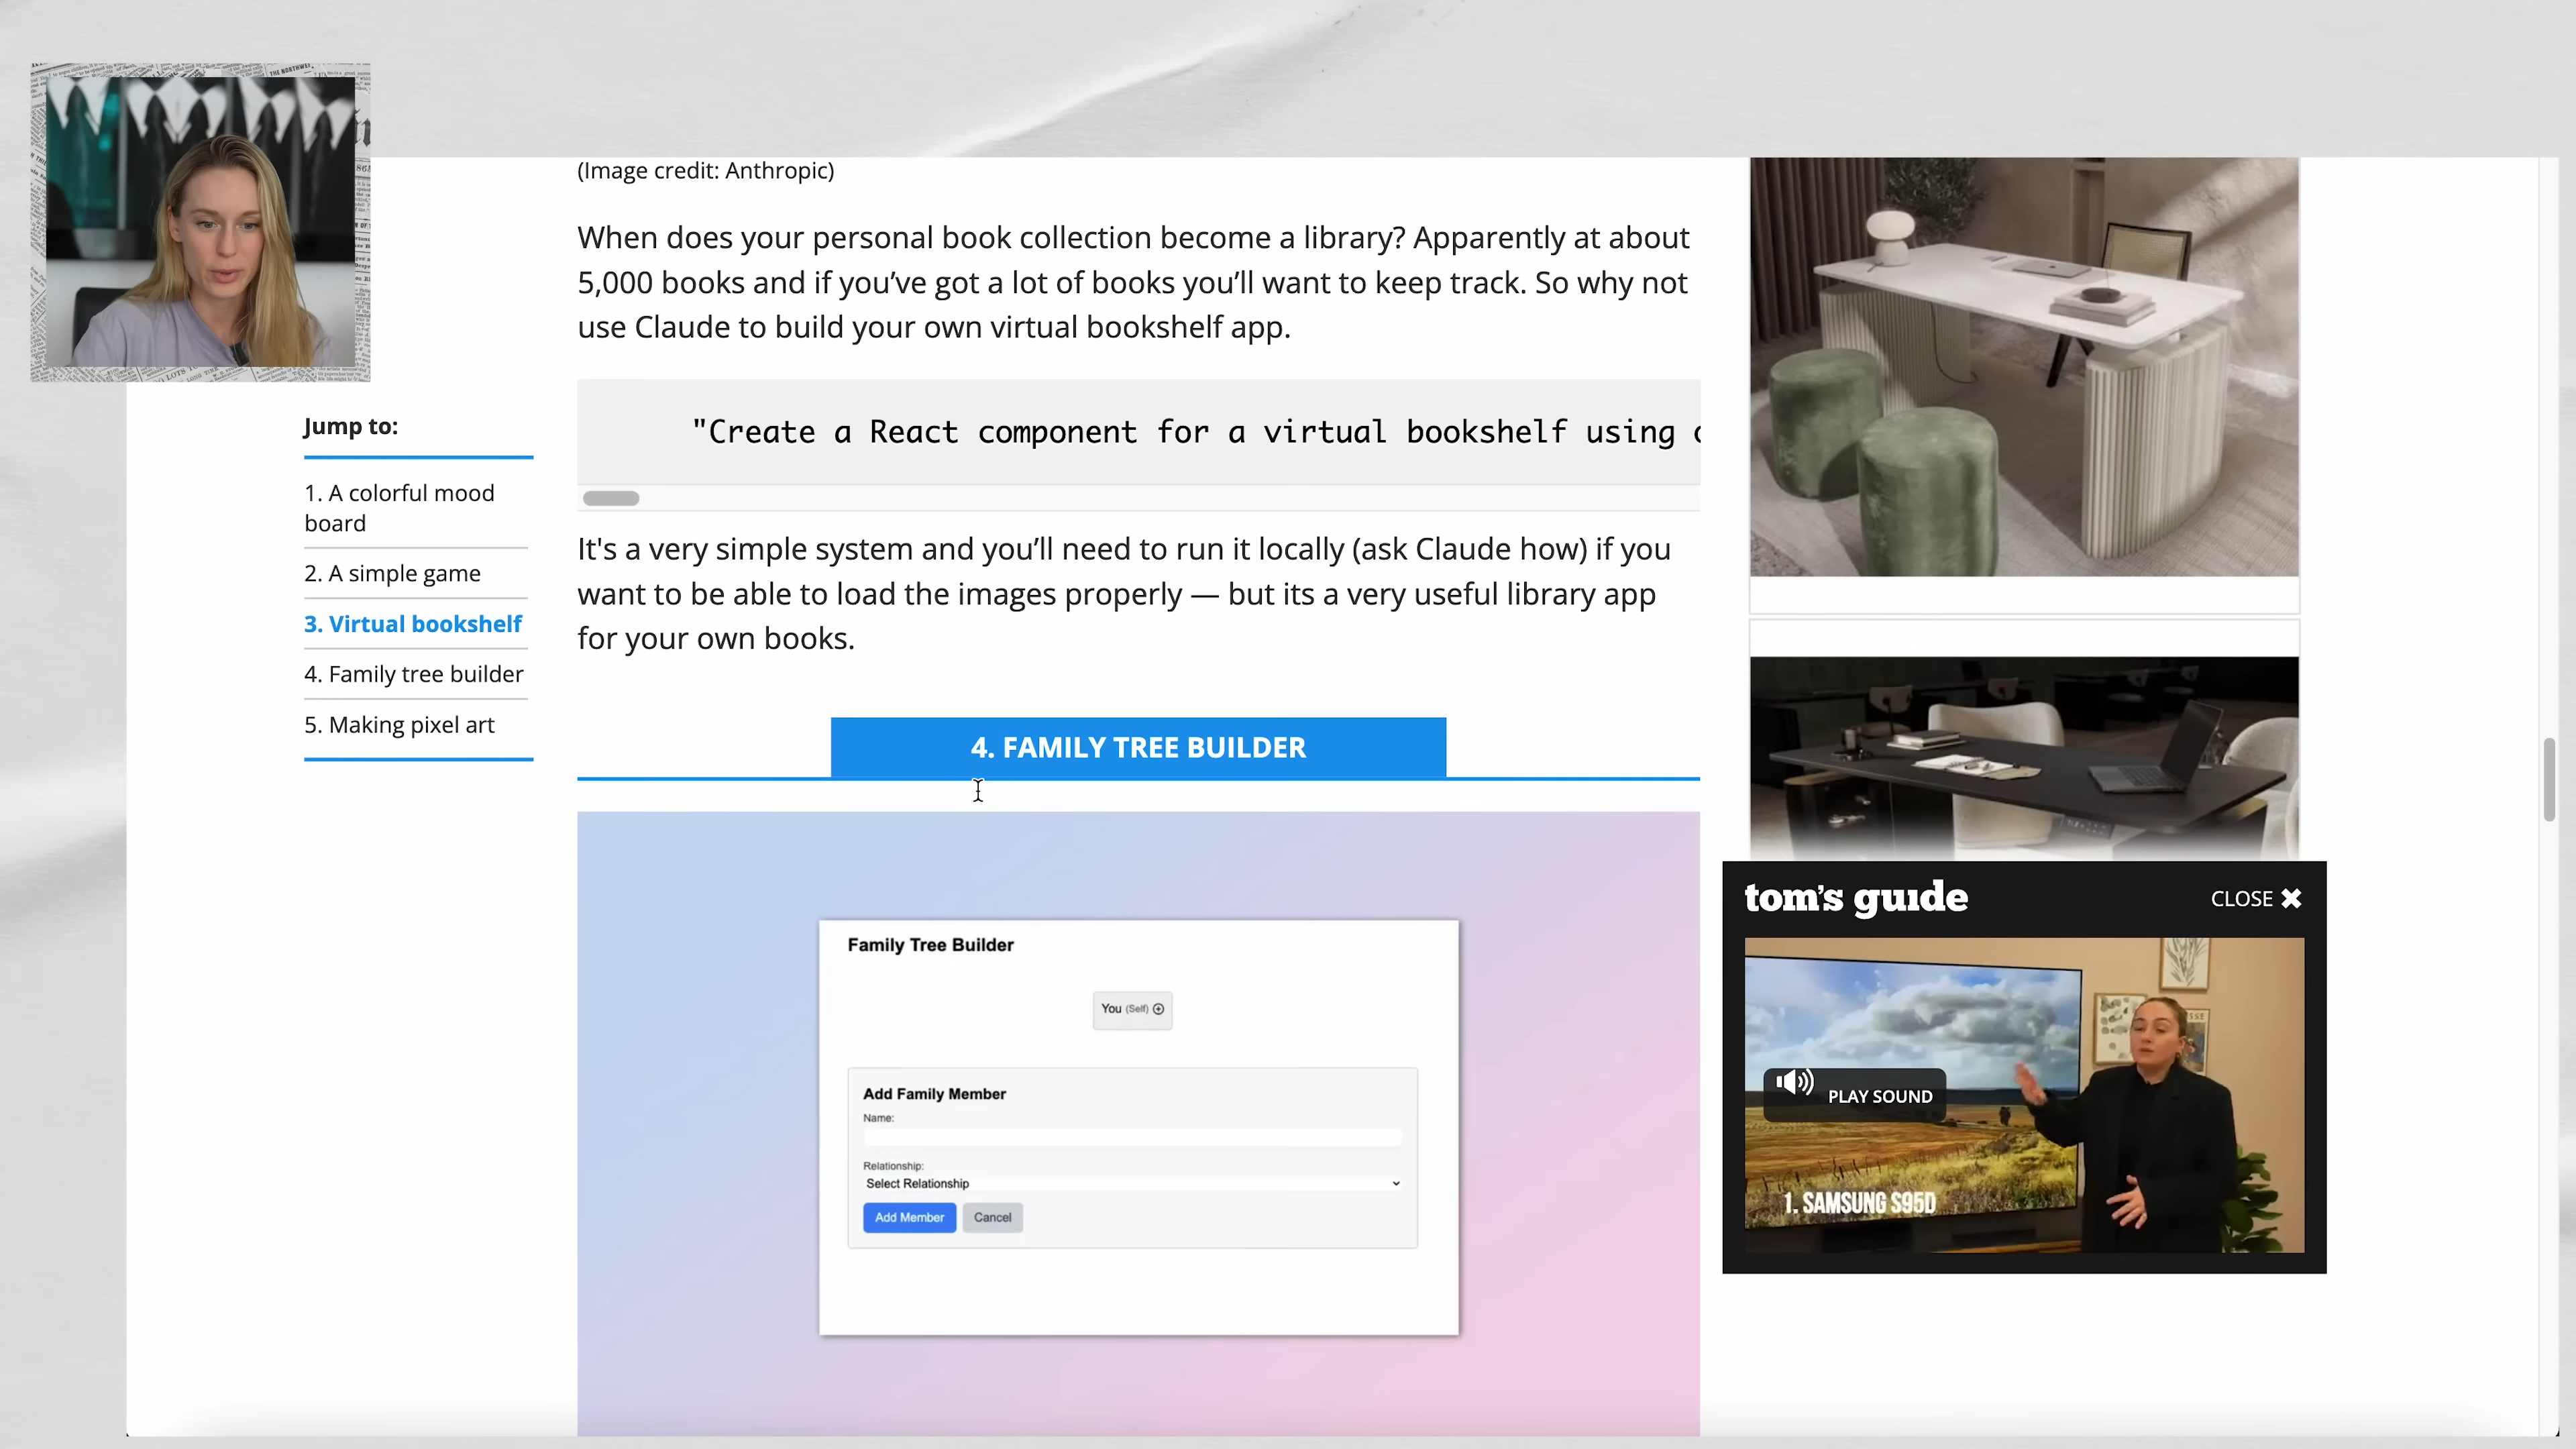 (Image credit: Anthropic)
When does your personal book collection become a library? Apparently at about
5,000 books and if you’ve got a lot of books you’ll want to keep track. So why not
use Claude to build your own virtual bookshelf app.
"Create a React component for a virtual bookshelf using
It's a very simple system and you’ll need to run it locally (ask Claude how) if you
want to be able to load the images properly — but its a very useful library app
for your own books.
Jump to:
1. A colorful mood
board
2. A simple game
3. Virtual bookshelf
4. Family tree builder
5. Making pixel art
4. FAMILY TREE BUILDER
Family Tree Builder
You (Self)
Add Family Member
Name:
Relationship:
Select Relationship
Add Member
Cancel
tom's guide
CLOSE
PLAY SOUND
1. SAMSUNG S95D